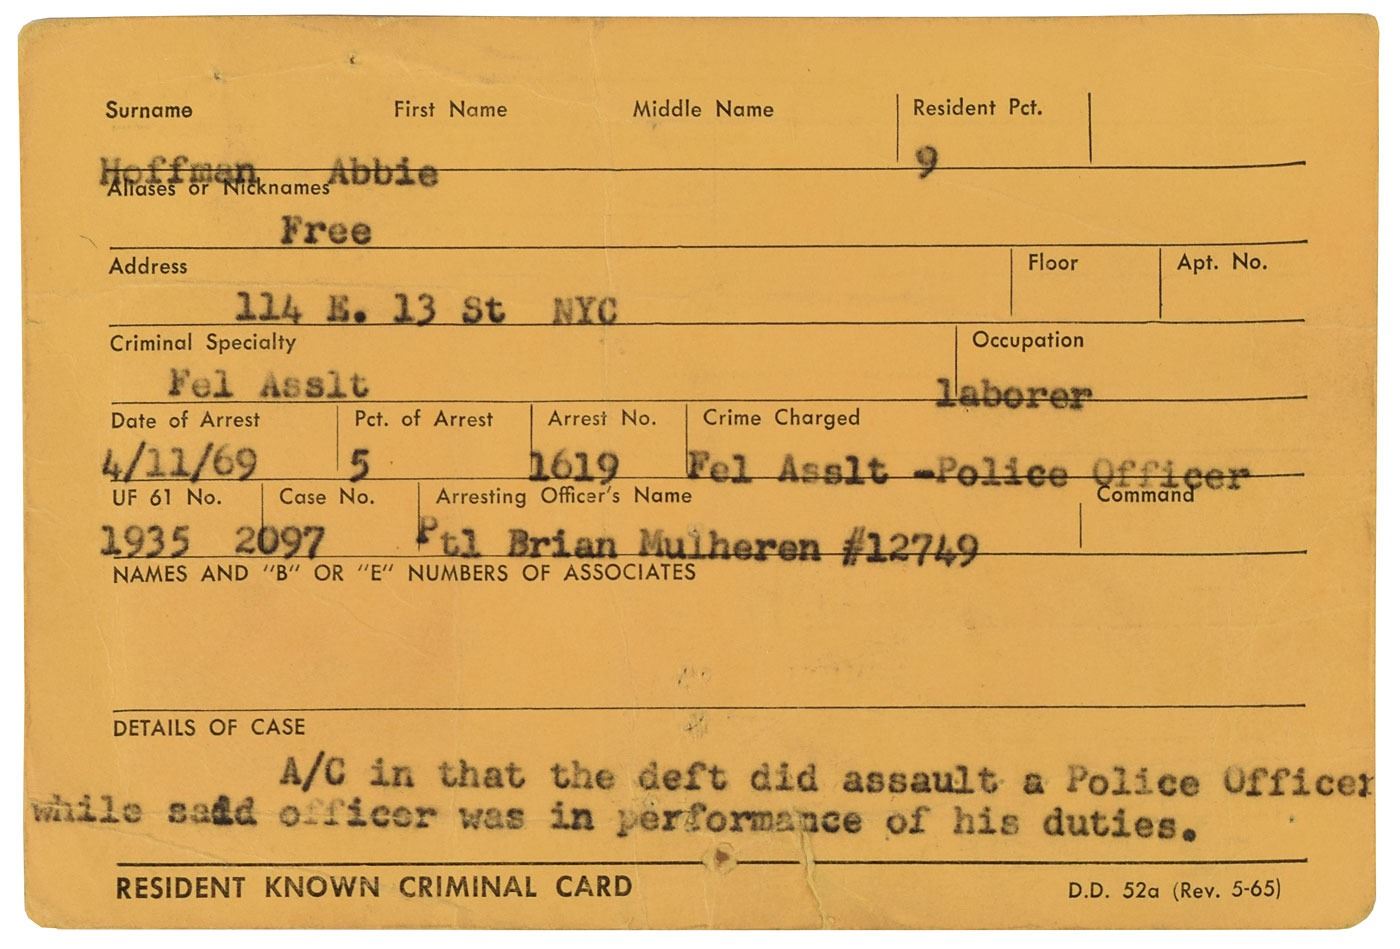 Surname First Name Middle Name Resident Pct.
Hoffman Abbie 9
Aliases or Nicknames
Free
Address Floor Apt. No.
114 E. 13 St NYC
Criminal Specialty Occupation
Fel Asslt laborer
Date of Arrest Pct. of Arrest Arrest No. Crime Charged
4/11/69 5 1619 Fel Asslt -Police Officer
UF 61 No. Case No. Arresting Officer's Name Command
1935 2097 Ptl Brian Mulheren #12749
NAMES AND "B" OR "E" NUMBERS OF ASSOCIATES
DETAILS OF CASE
A/C in that the deft did assault a Police Officer
while said officer was in performance of his duties.
RESIDENT KNOWN CRIMINAL CARD D.D. 52a (Rev. 5-65)